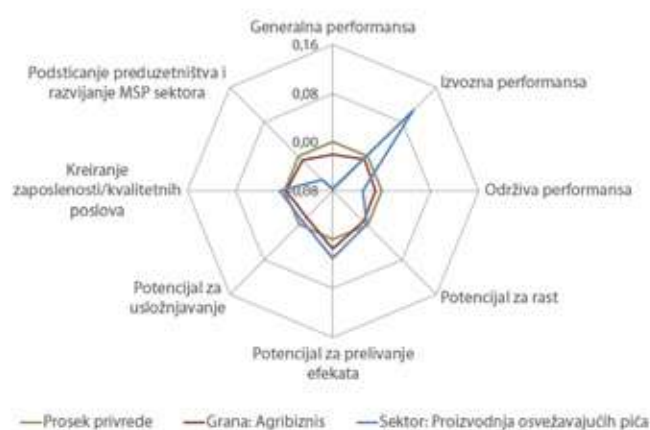 Generalna performansa
0,16
Podsticanje preduzetništva i
razvijanje MSP sektora
Izvozna performansa
0,08
0,00
Kreiranje
zaposlenosti/kvalitetnih
poslova
0,08
Održiva performansa
Potencijal za
usložnjavanje
Potencijal za rast
Potencijal za prelivanje
efekata
Prosek privrede
Grana: Agribiznis
Sektor: Proizvodnja osvežavajućih pića